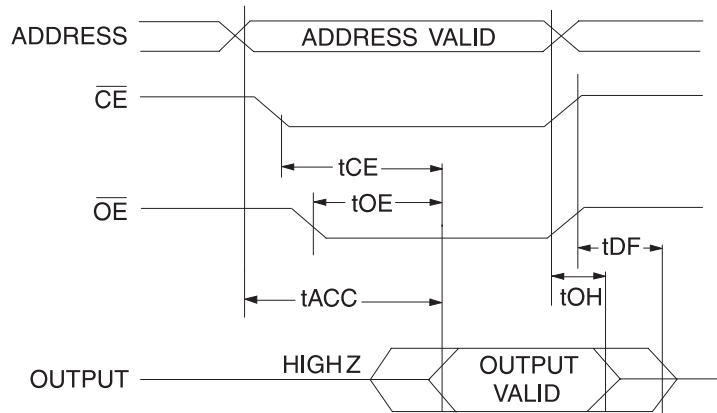 ADDRESS
ADDRESS VALID
CE
tCE
tOE
OE
tDF
tACC
tOH
HIGH Z
OUTPUT
OUTPUT
VALID